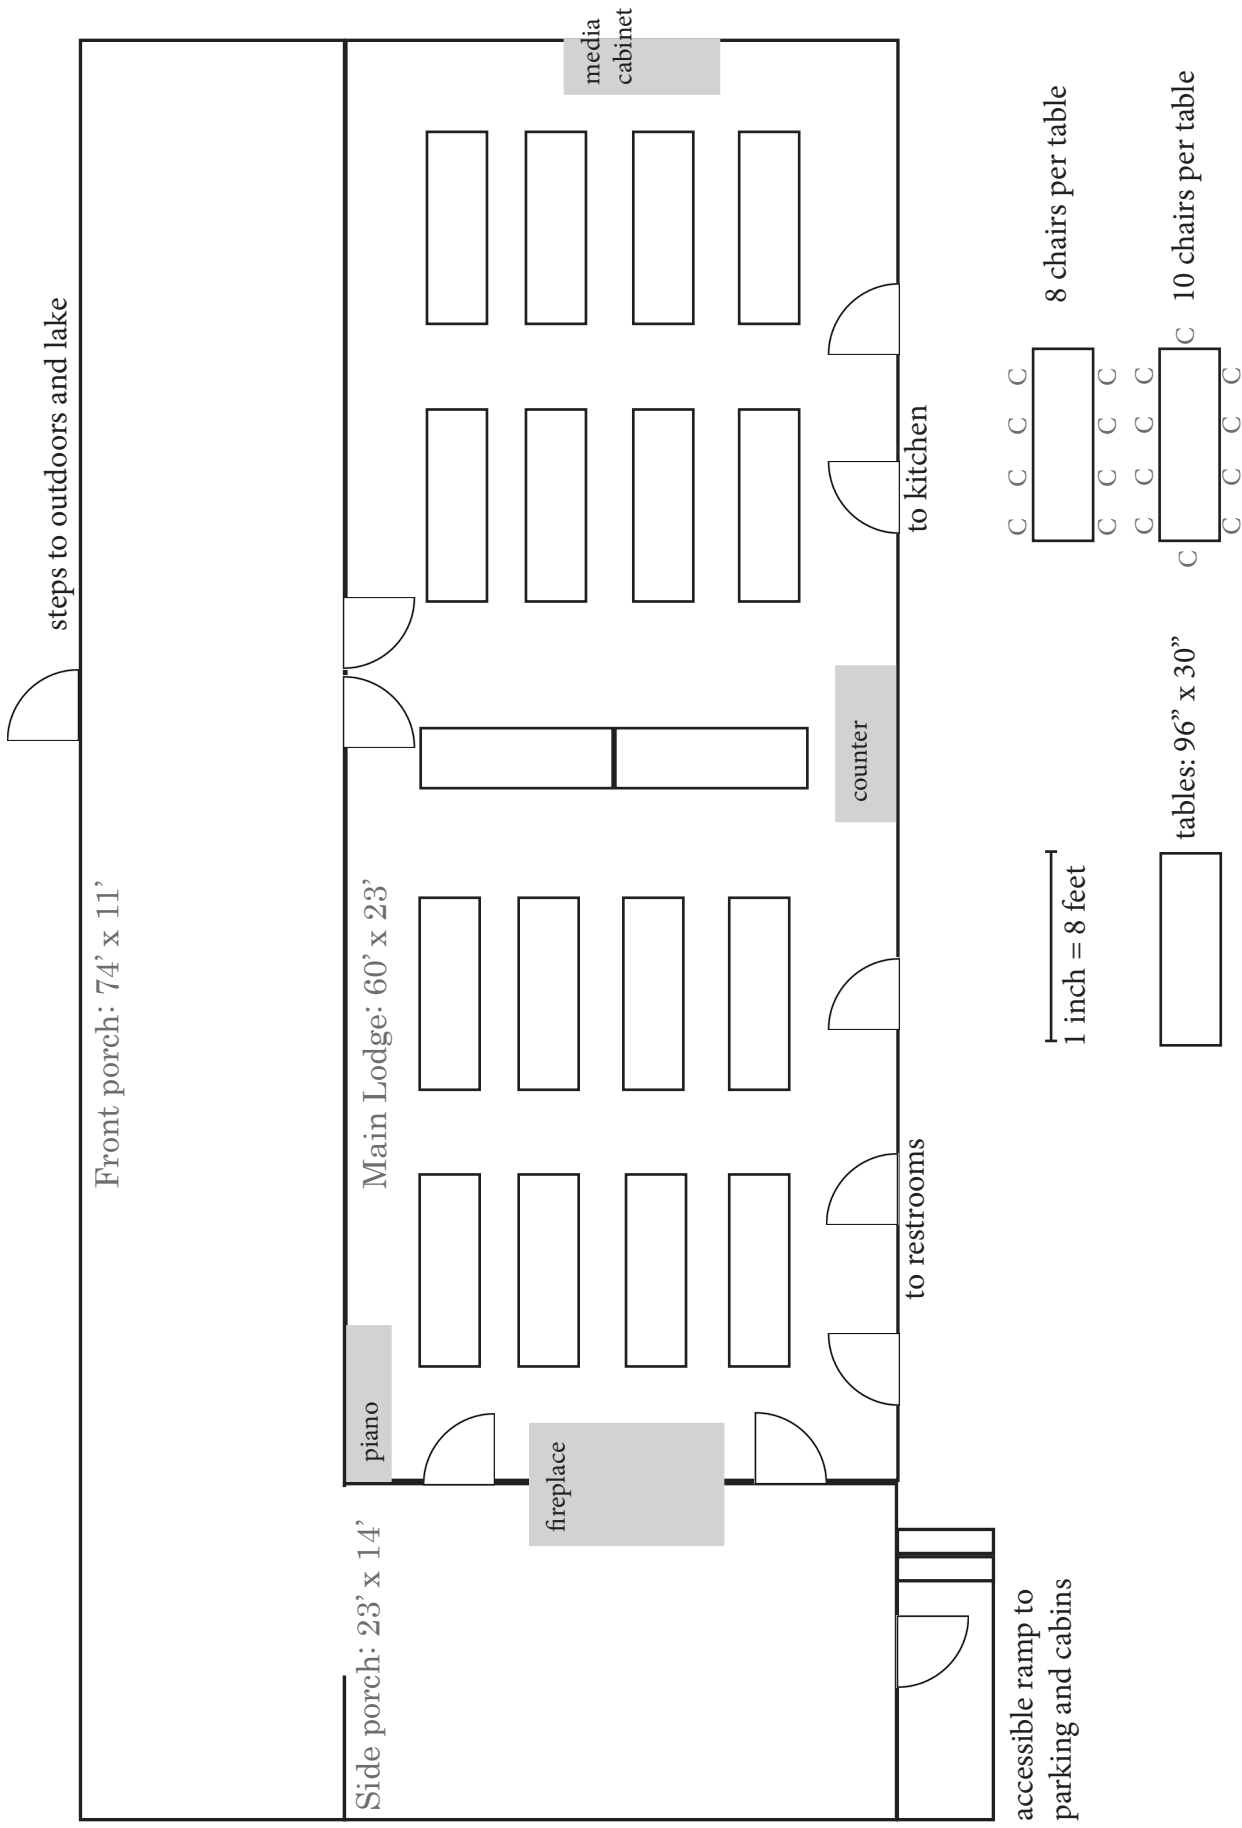 steps to outdoors and lake
Front porch: 74’ x 11’
Side porch: 23’ x 14’
piano
Main Lodge: 60’ x 23’
fireplace
media
cabinet
counter
to restrooms
to kitchen
accessible ramp to
parking and cabins
1 inch = 8 feet
tables: 96” x 30”
C C C C
8 chairs per table
C C C C
C C C C
C C
10 chairs per table
C C C C